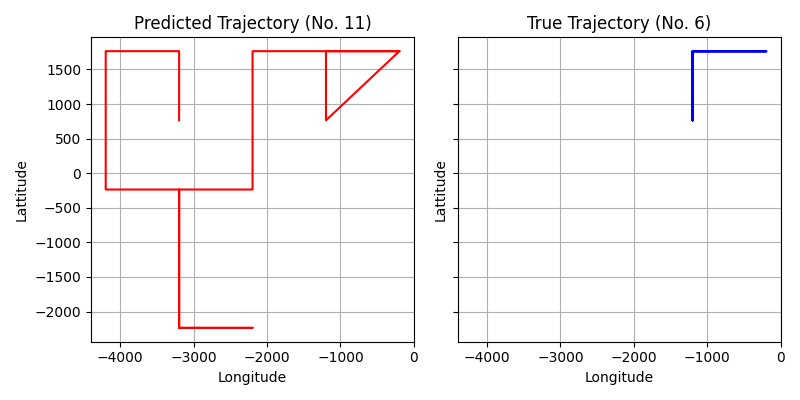 Predicted Trajectory (No. 11)
True Trajectory (No. 6)
1500
1000
500
0
−500
−1000
−1500
−2000
Lattitude
Lattitude
−4000 −3000 −2000 −1000 0
−4000 −3000 −2000 −1000 0
Longitude
Longitude